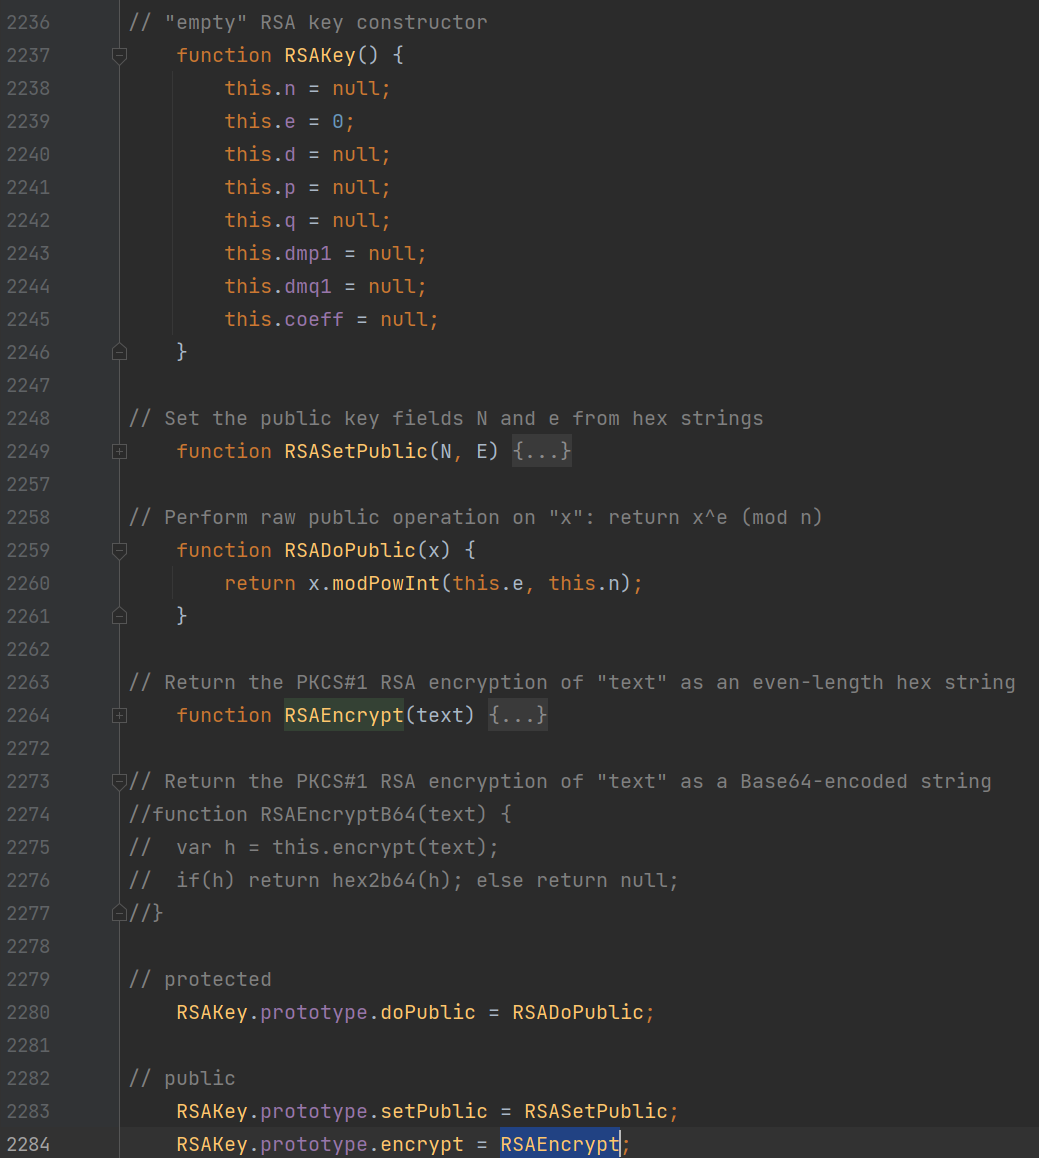 2236 // "empty" RSA key constructor
2237 function RSAKey() {
2238 this.n = null;
2239 this.e = 0;
2240 this.d = null;
2241 this.p = null;
2242 this.q = null;
2243 this.dmp1 = null;
2244 this.dmq1 = null;
2245 this.coeff = null;
2246 }
2247
2248 // Set the public key fields N and e from hex strings
2249 function RSASetPublic(N, E) {...}
2257
2258 // Perform raw public operation on "x": return x^e (mod n)
2259 function RSADoPublic(x) {
2260 return x.modPowInt(this.e, this.n);
2261 }
2262
2263 // Return the PKCS#1 RSA encryption of "text" as an even-length hex string
2264 function RSAEncrypt(text) {...}
2272
2273 // Return the PKCS#1 RSA encryption of "text" as a Base64-encoded string
2274 //function RSAEncryptB64(text) {
2275 //  var h = this.encrypt(text);
2276 //  if(h) return hex2b64(h); else return null;
2277 //}
2278
2279 // protected
2280 RSAKey.prototype.doPublic = RSADoPublic;
2281
2282 // public
2283 RSAKey.prototype.setPublic = RSASetPublic;
2284 RSAKey.prototype.encrypt = RSAEncrypt;